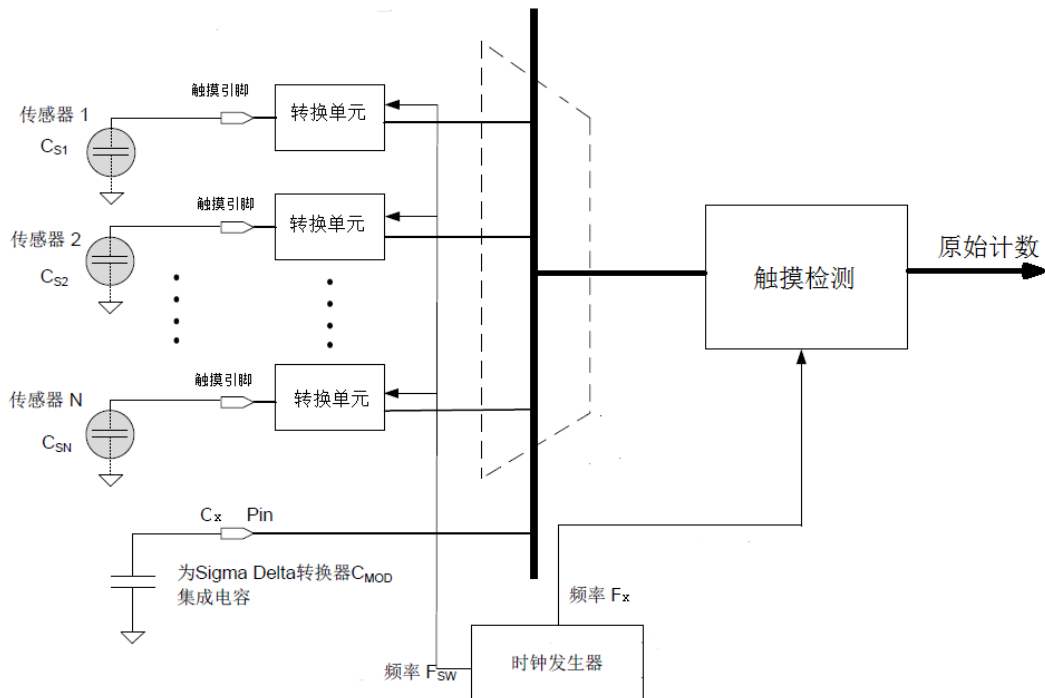 触摸引脚
传感器 1
转换单元
CS1
触摸引脚
传感器 2
转换单元
CS2
原始计数
触摸检测
触摸引脚
传感器 N
转换单元
CSN
Cx Pin
为Sigma Delta转换器CMOD
集成电容
频率 Fx
频率 FSW
时钟发生器